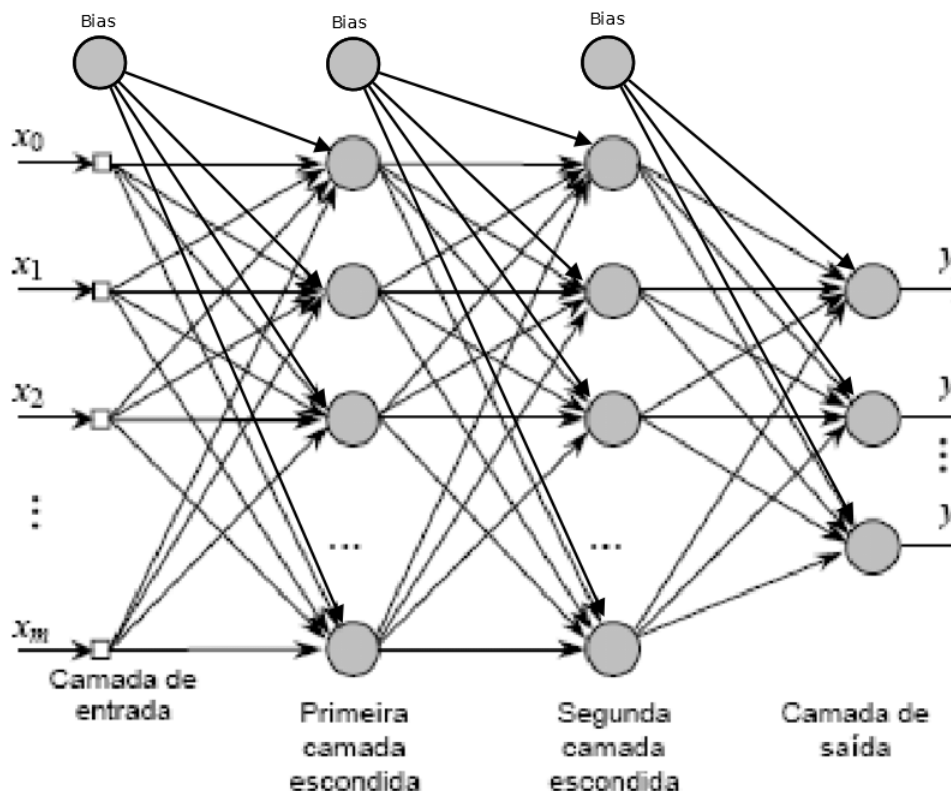 Bias Bias Bias
x0
x1
x2
⋮
xm
y
y
⋮
y
...
...
Camada de
entrada
Primeira
camada
escondida
Segunda
camada
escondida
Camada de
saída